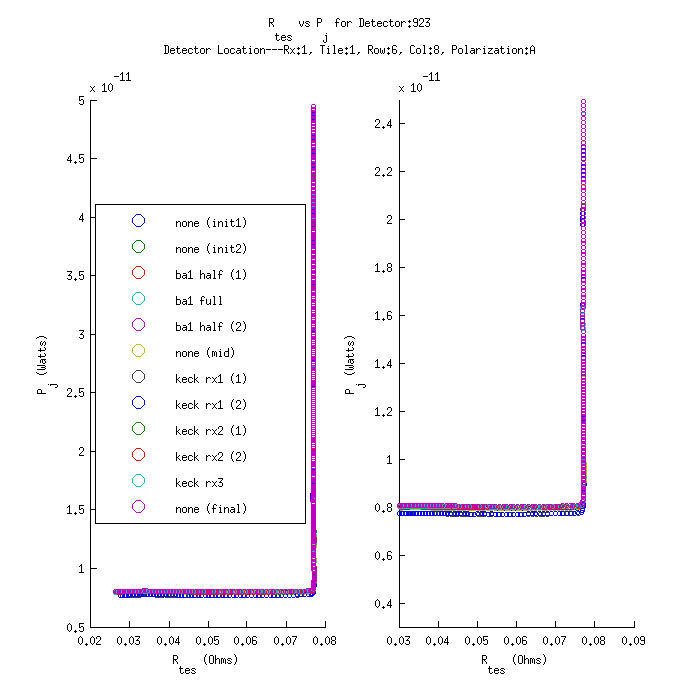 R_tes vs P_j for Detector:923
Detector Location---Rx:1, Tile:1, Row:6, Col:8, Polarization:A
x 10^-11
5
4.5
4
3.5
3
2.5
2
1.5
1
0.5
0.02 0.03 0.04 0.05 0.06 0.07 0.08
P_j (Watts)
R_tes (Ohms)
none (init1)
none (init2)
ba1 half (1)
ba1 full
ba1 half (2)
none (mid)
keck rx1 (1)
keck rx1 (2)
keck rx2 (1)
keck rx2 (2)
keck rx3
none (final)
x 10^-11
2.4
2.2
2
1.8
1.6
1.4
1.2
1
0.8
0.6
0.4
0.03 0.04 0.05 0.06 0.07 0.08 0.09
P_j (Watts)
R_tes (Ohms)